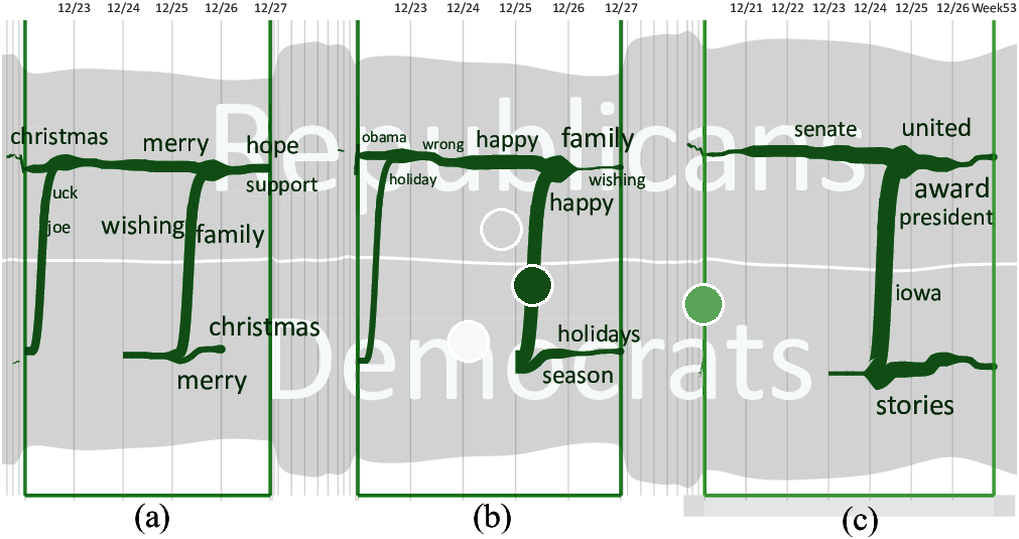 12/23 12/24 12/25 12/26 12/27
12/23 12/24 12/25 12/26 12/27
12/21 12/22 12/23 12/24 12/25 12/26 Week53
Republicans
Democrats
christmas
merry
hope
support
uck
joe
wishing
family
christmas
merry
obama
wrong
happy
family
holiday
wishing
happy
holidays
season
senate
united
award
president
iowa
stories
(a)
(b)
(c)